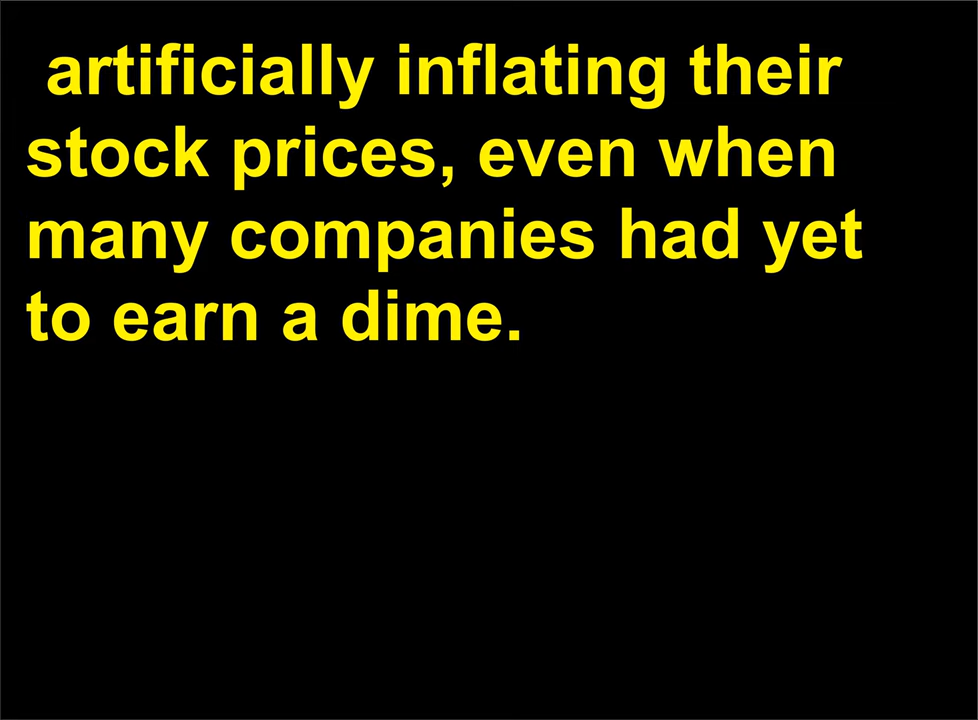 artificially inflating their
stock prices, even when
many companies had yet
to earn a dime.